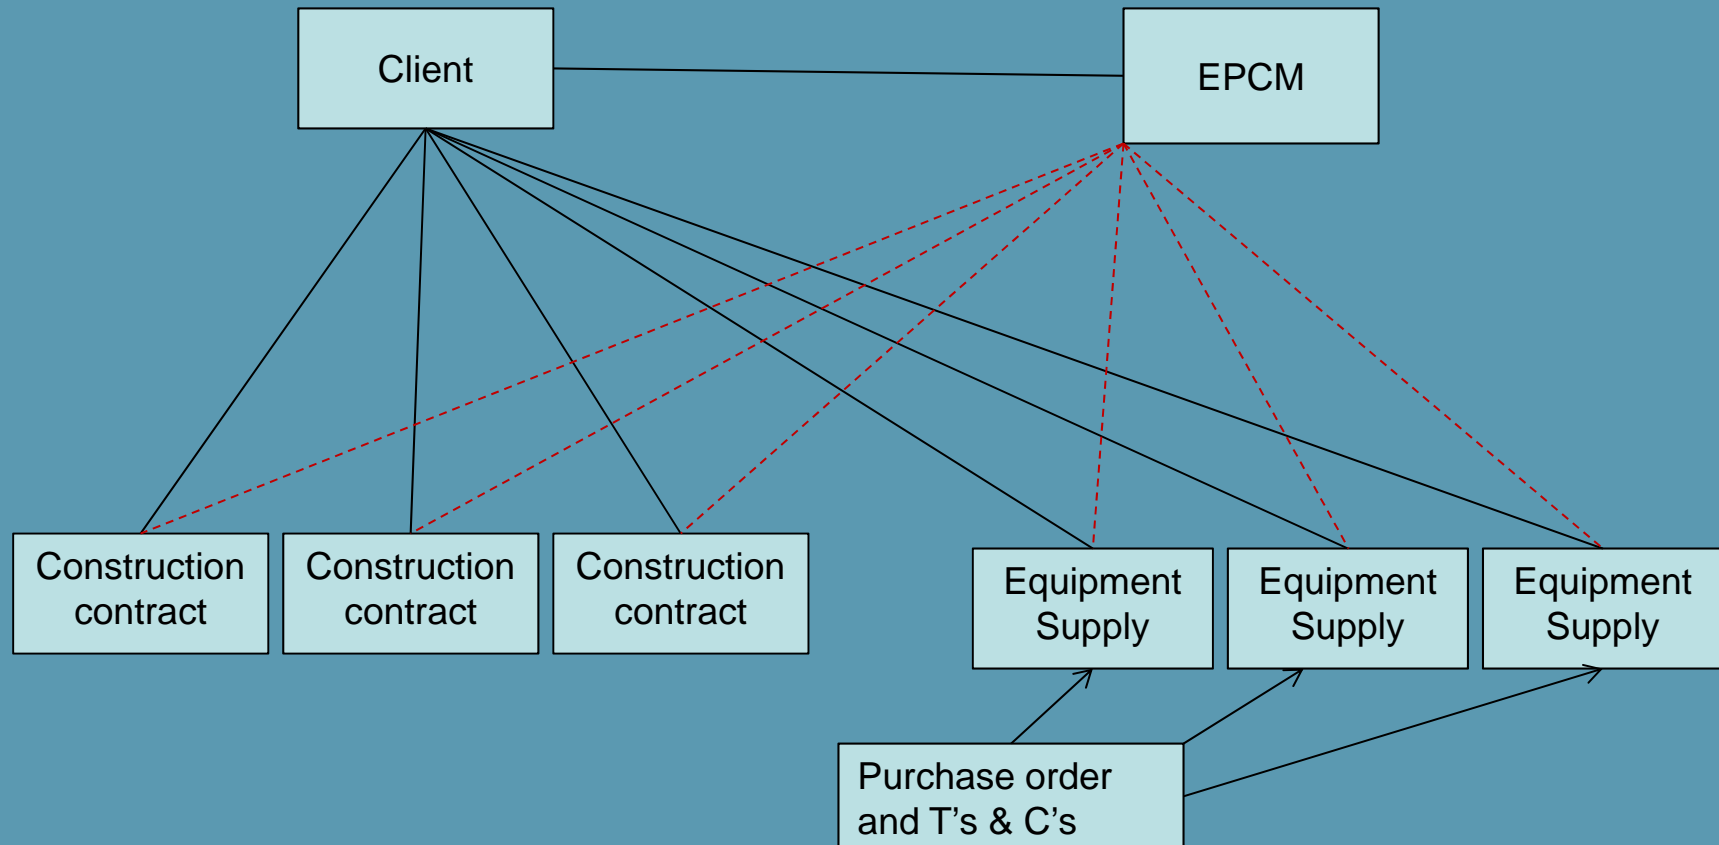 Client
EPCM
Construction
contract
Construction
contract
Construction
contract
Equipment
Supply
Equipment
Supply
Equipment
Supply
Purchase order
and T’s & C’s